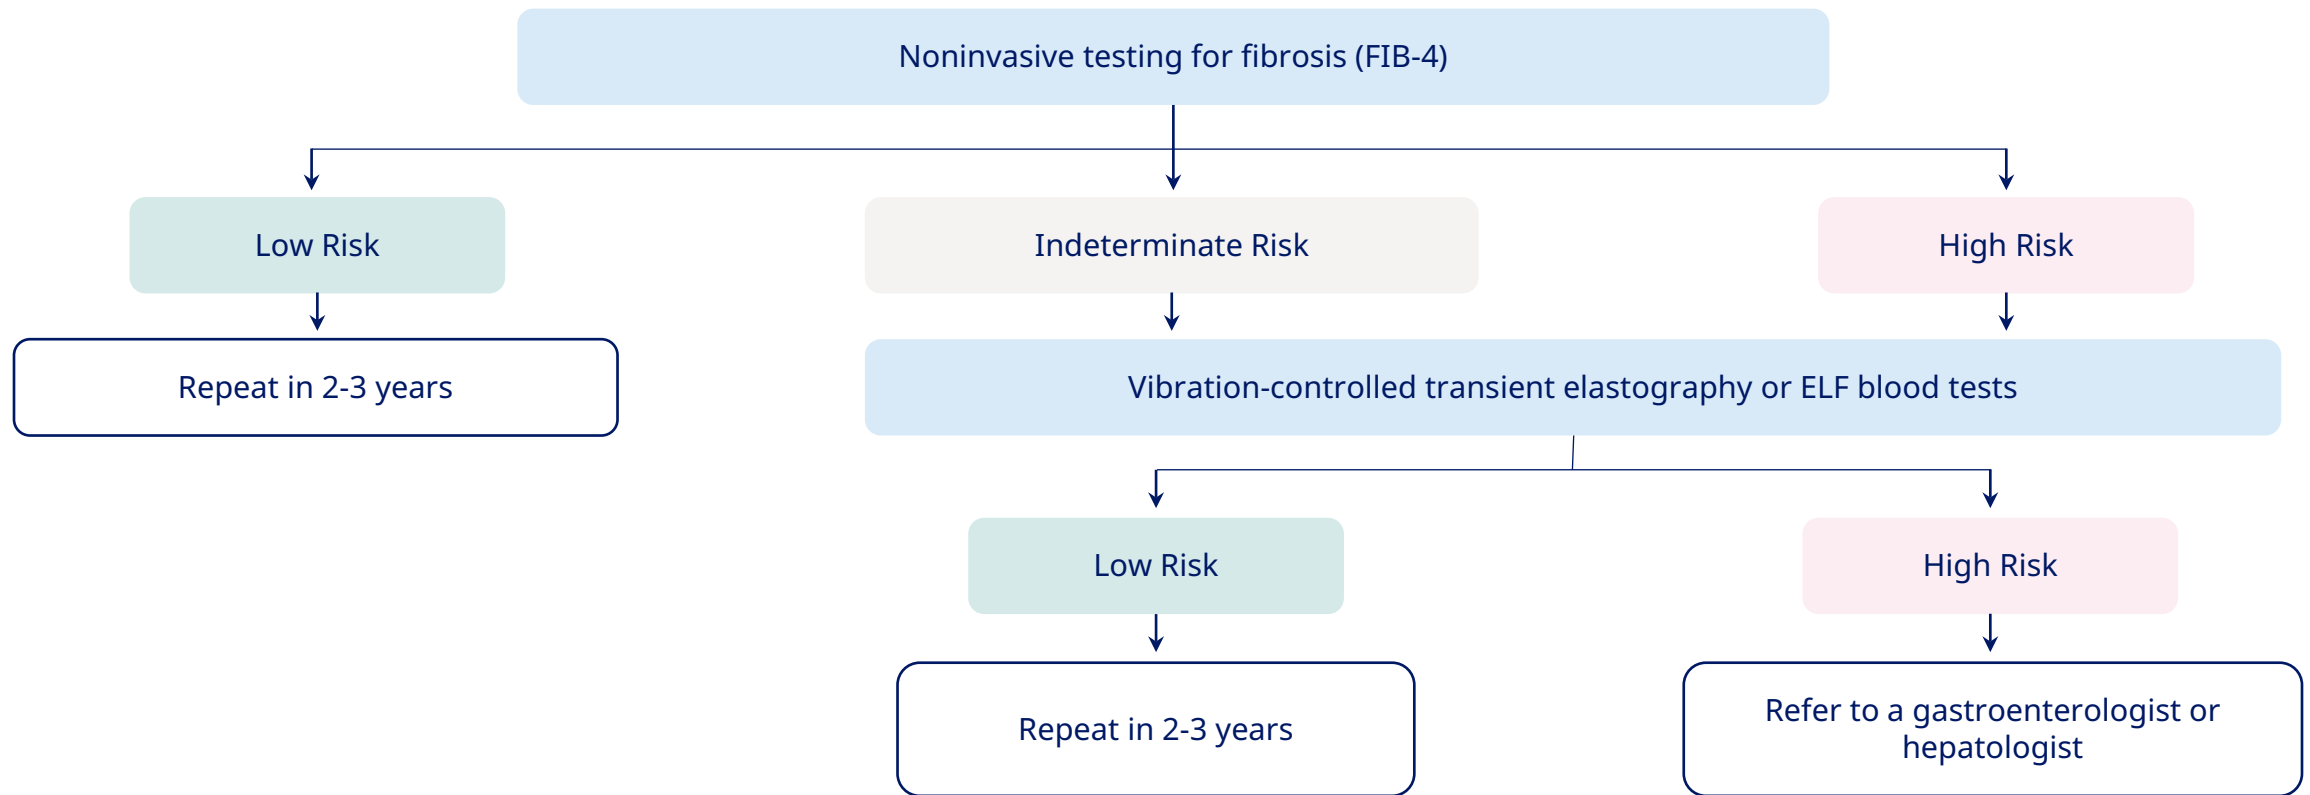 Noninvasive testing for fibrosis (FIB-4)
Low Risk
Indeterminate Risk
High Risk
Repeat in 2-3 years
Vibration-controlled transient elastography or ELF blood tests
Low Risk
High Risk
Repeat in 2-3 years
Refer to a gastroenterologist or
hepatologist